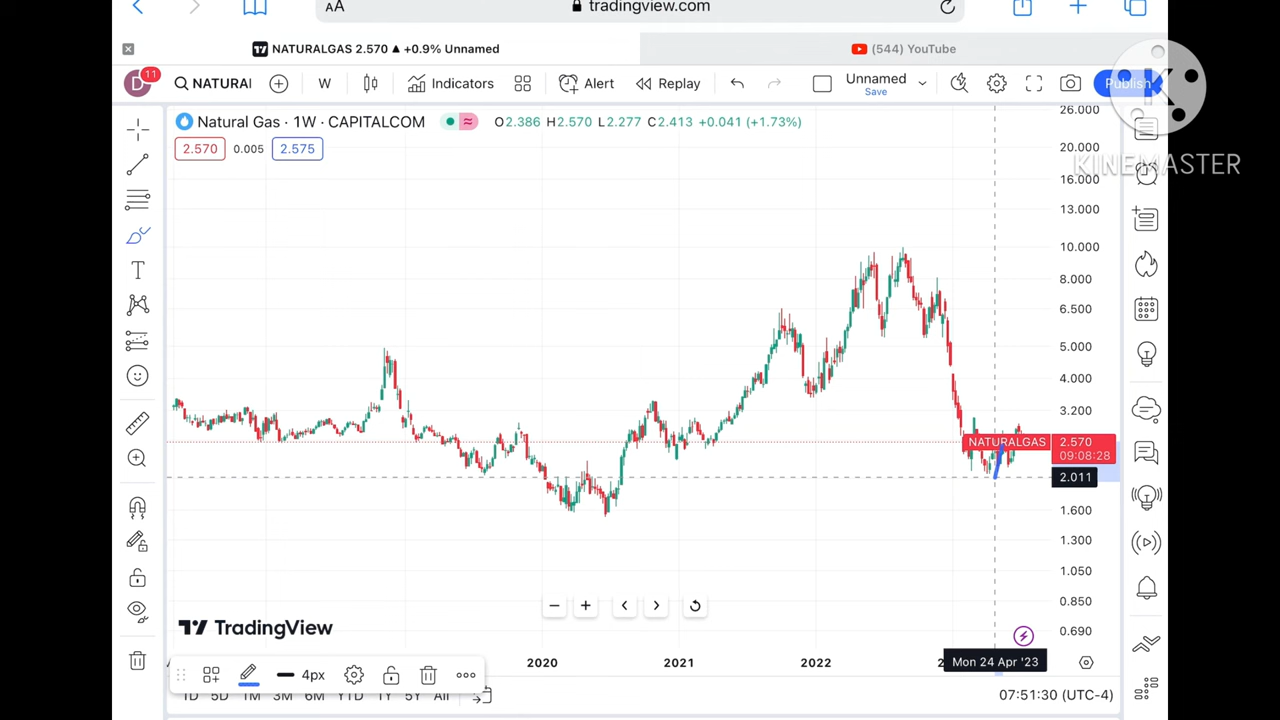 AA
tradingview.com
NATURALGAS 2.570 ▲ +0.9% Unnamed
(544) YouTube
D
11
NATURAL
W
Indicators
Alert
Replay
Unnamed
Save
Publish
K
KINEMASTER
Natural Gas · 1W · CAPITALCOM
O2.386 H2.570 L2.277 C2.413 +0.041 (+1.73%)
2.570
0.005
2.575
26.000
20.000
16.000
13.000
10.000
8.000
6.500
5.000
4.000
3.200
NATURALGAS
2.570
09:08:28
2.011
1.600
1.300
1.050
0.850
0.690
T
TradingView
2020
2021
2022
Mon 24 Apr '23
4px
1D 5D 1M 3M 6M YTD 1Y 5Y All
07:51:30 (UTC-4)